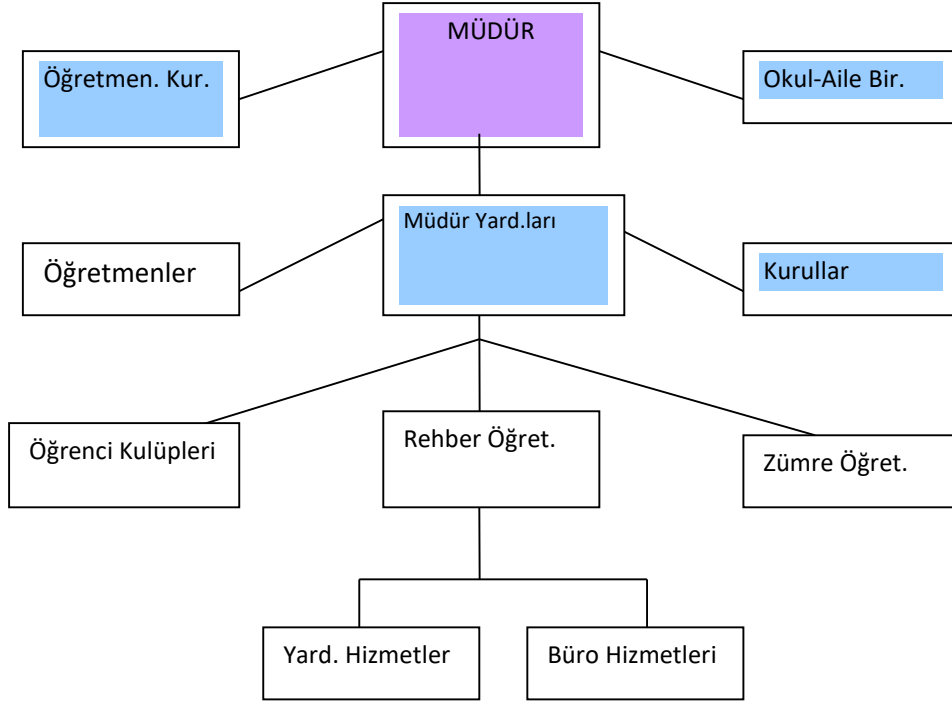 MÜDÜR
Öğretmen. Kur.
Okul-Aile Bir.
Müdür Yard.ları
Öğretmenler
Kurullar
Öğrenci Kulüpleri
Rehber Öğret.
Zümre Öğret.
Yard. Hizmetler
Büro Hizmetleri